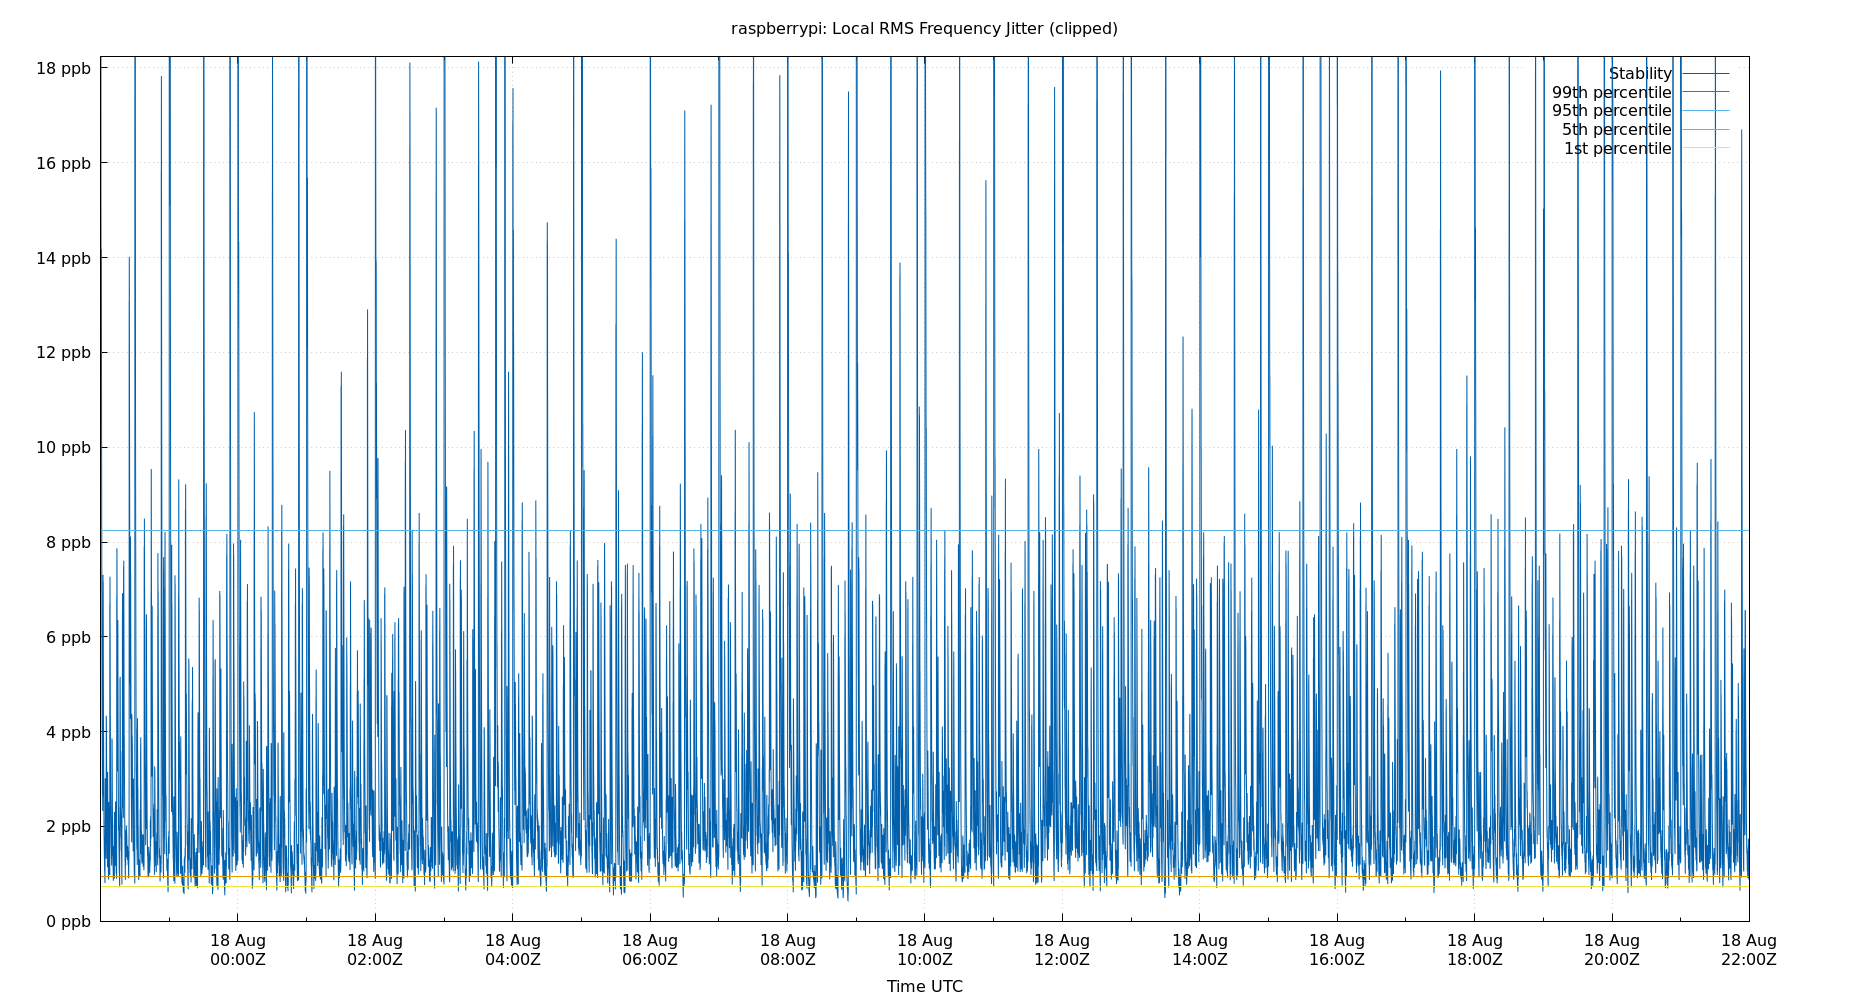 raspberrypi: Local RMS Frequency Jitter (clipped)
18 ppb
16 ppb
14 ppb
12 ppb
10 ppb
8 ppb
6 ppb
4 ppb
2 ppb
0 ppb
Stability
99th percentile
95th percentile
5th percentile
1st percentile
18 Aug 18 Aug 18 Aug 18 Aug 18 Aug 18 Aug 18 Aug 18 Aug 18 Aug 18 Aug 18 Aug 18 Aug
00:00Z 02:00Z 04:00Z 06:00Z 08:00Z 10:00Z 12:00Z 14:00Z 16:00Z 18:00Z 20:00Z 22:00Z
Time UTC